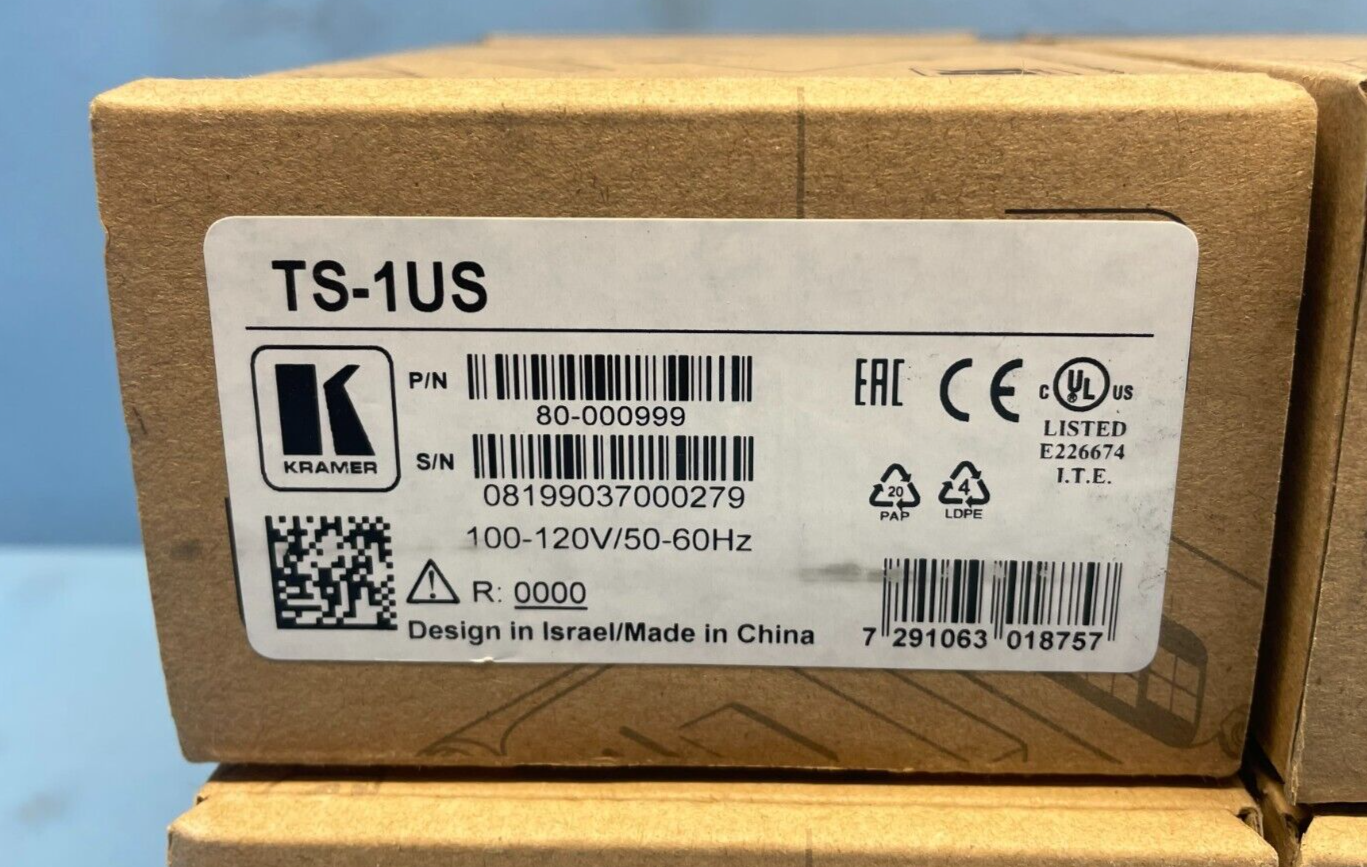 TS-1US
KRAMER
P/N
80-000999
S/N
08199037000279
100-120V/50-60Hz
R: 0000
Design in Israel/Made in China
EAC CE
C UL US
®
LISTED
E226674
I.T.E.
20
PAP
4
LDPE
7 291063 018757